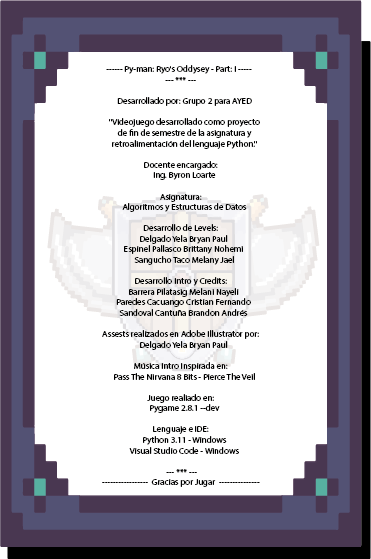 ------ Py-man: Ryo's Oddysey - Part: I -----
--- *** ---
Desarrollado por: Grupo 2 para AYED
"Videojuego desarrollado como proyecto
de fin de semestre de la asignatura y
retroalimentación del lenguaje Python."
Docente encargado:
Ing. Byron Loarte
Asignatura:
Algoritmos y Estructuras de Datos
Desarrollo de Levels:
Delgado Yela Bryan Paul
Espinel Pallasco Brittany Nohemi
Sangucho Taco Melany Jael
Desarrollo Intro y Credits:
Barrera Pilatasig Melani Nayeli
Paredes Cacuango Cristian Fernando
Sandoval Cantuña Brandon Andrés
Assests realizados en Adobe Illustrator por:
Delgado Yela Bryan Paul
Música Intro Inspirada en:
Pass The Nirvana 8 Bits - Pierce The Veil
Juego realiado en:
Pygame 2.8.1 --dev
Lenguaje e IDE:
Python 3.11 - Windows
Visual Studio Code - Windows
--- *** ---
----------------- Gracias por Jugar ---------------